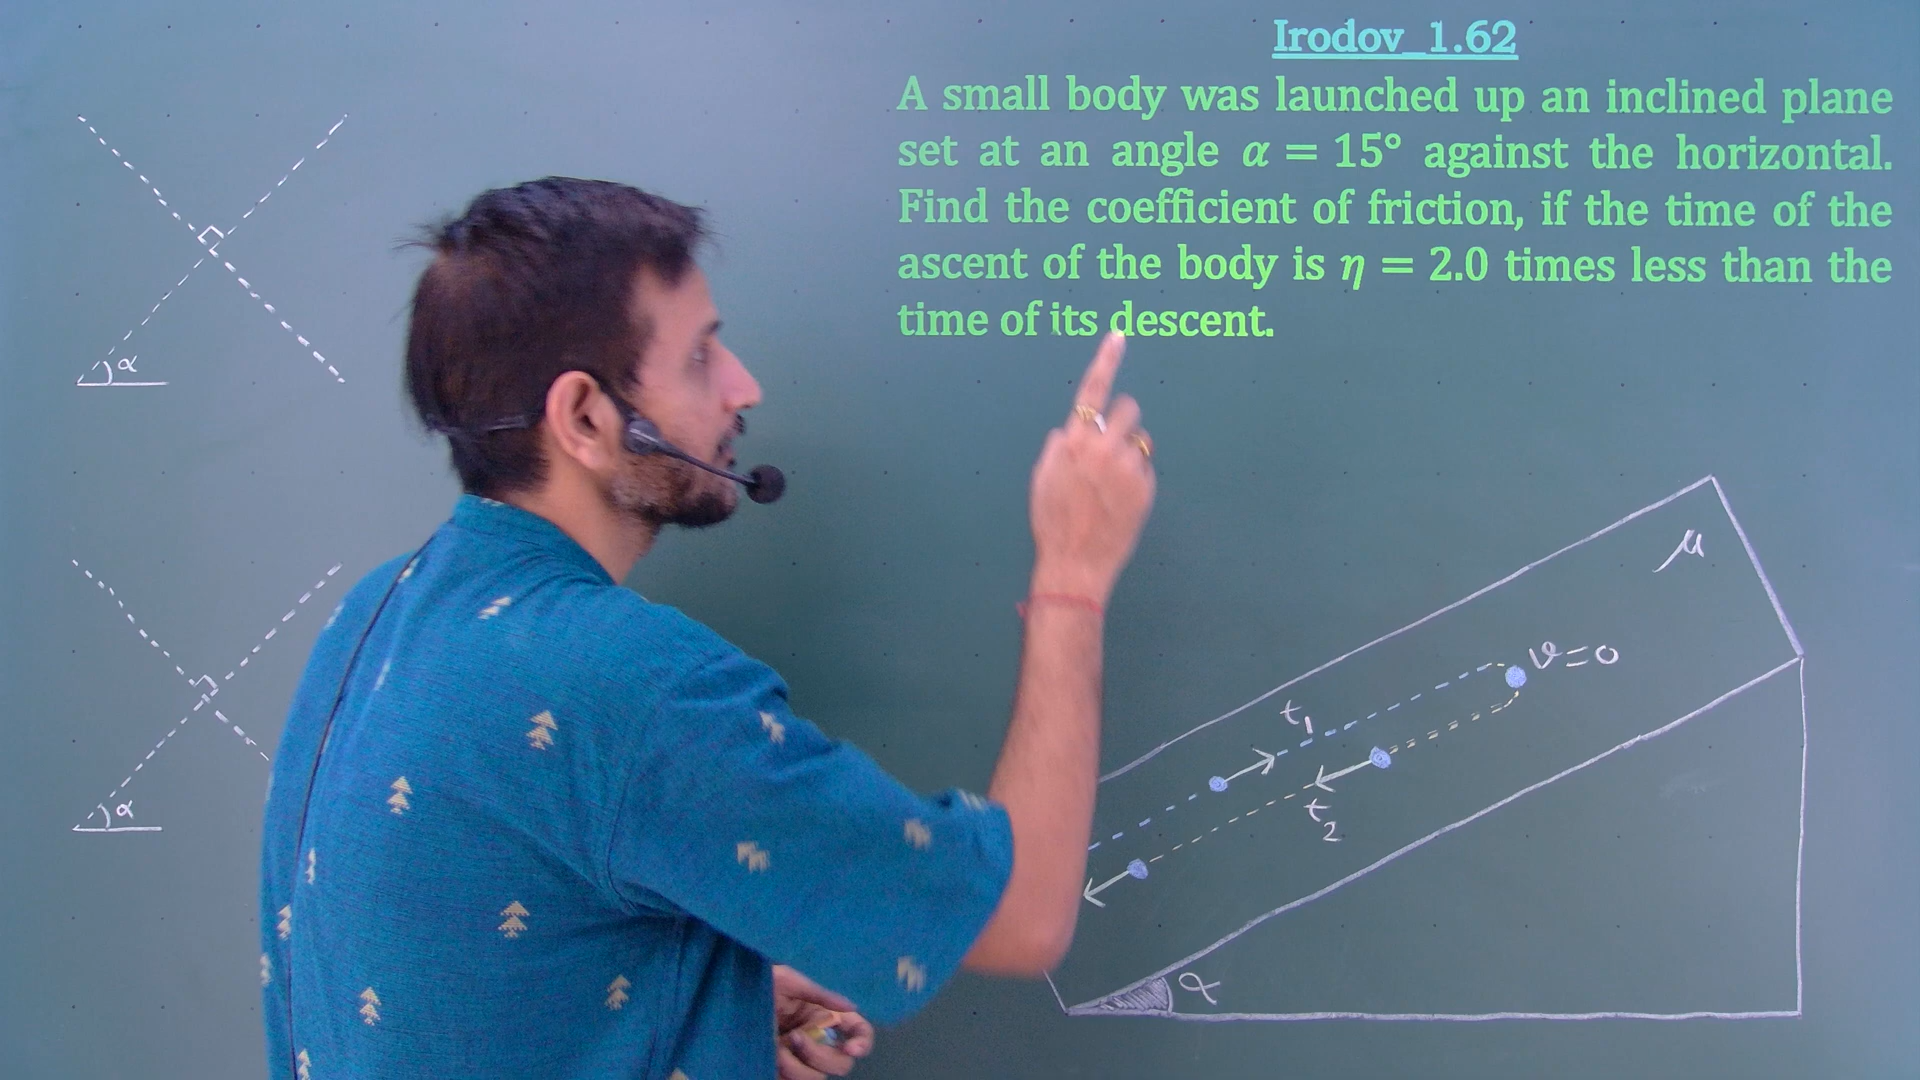 Irodov_1.62
A small body was launched up an inclined plane
set at an angle α = 15° against the horizontal.
Find the coefficient of friction, if the time of the
ascent of the body is η = 2.0 times less than the
time of its descent.
α
μ
v=0
t₁
t₂
α
α